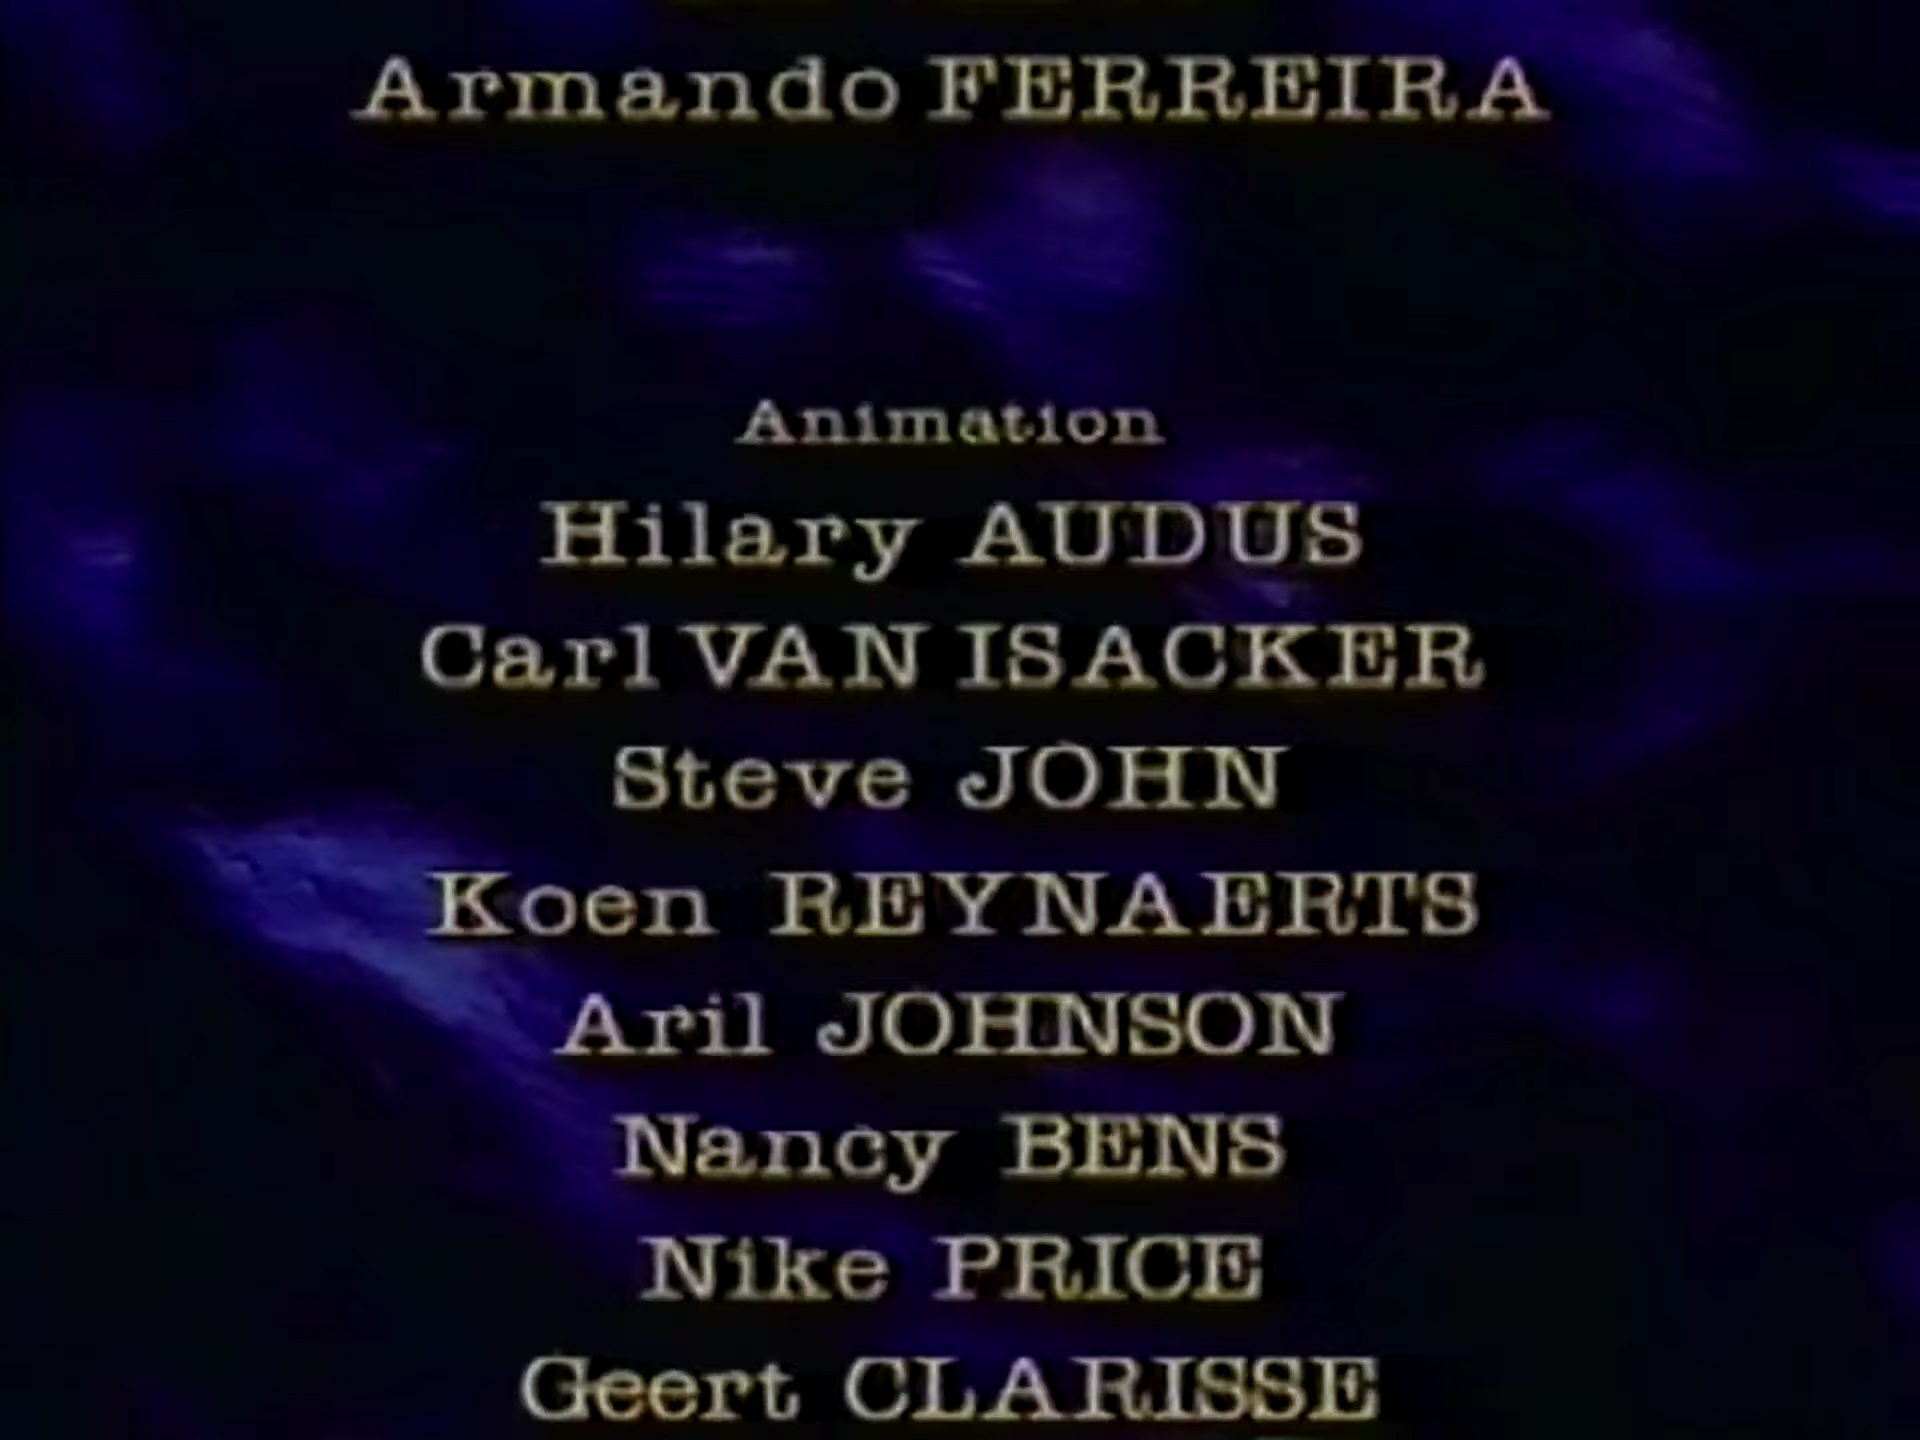 Armando FERREIRA
Animation
Hilary AUDUS
Carl VAN ISACKER
Steve JOHN
Koen REYNAERTS
Aril JOHNSON
Nancy BENS
Nike PRICE
Geert CLARISSE